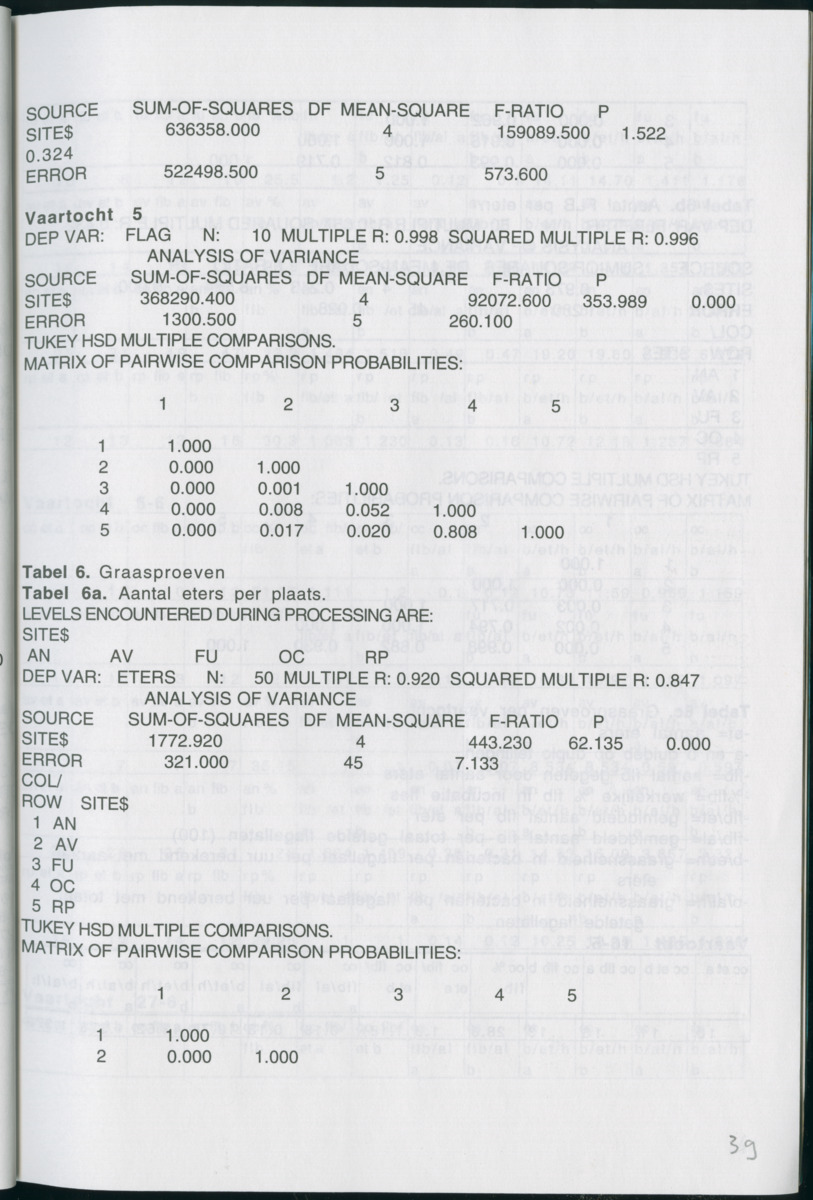 SOURCE SUM-OF-SQUARES DF MEAN-SQUARE F-RATIO P
SITE$ 636358.000 4 159089.500 1.522
0.324
ERROR 522498.500 5 573.600
Vaartocht 5
DEP VAR: FLAG N: 10 MULTIPLE R: 0.998 SQUARED MULTIPLE R: 0.996
ANALYSIS OF VARIANCE
SOURCE SUM-OF-SQUARES DF MEAN-SQUARE F-RATIO P
SITE$ 368290.400 4 92072.600 353.989 0.000
ERROR 1300.500 5 260.100
TUKEY HSD MULTIPLE COMPARISONS.
MATRIX OF PAIRWISE COMPARISON PROBABILITIES:
1 2 3 4 5
1 1.000
2 0.000 1.000
3 0.000 0.001 1.000
4 0.000 0.008 0.052 1.000
5 0.000 0.017 0.020 0.808 1.000
Tabel 6. Graasproeven
Tabel 6a. Aantal eters per plaats.
LEVELS ENCOUNTERED DURING PROCESSING ARE:
SITE$
AN AV FU OC RP
DEP VAR: ETERS N: 50 MULTIPLE R: 0.920 SQUARED MULTIPLE R: 0.847
ANALYSIS OF VARIANCE
SOURCE SUM-OF-SQUARES DF MEAN-SQUARE F-RATIO P
SITE$ 1772.920 4 443.230 62.135 0.000
ERROR 321.000 45 7.133
COL/
ROW SITE$
1 AN
2 AV
3 FU
4 OC
5 RP
TUKEY HSD MULTIPLE COMPARISONS.
MATRIX OF PAIRWISE COMPARISON PROBABILITIES:
1 2 3 4 5
1 1.000
2 0.000 1.000
39